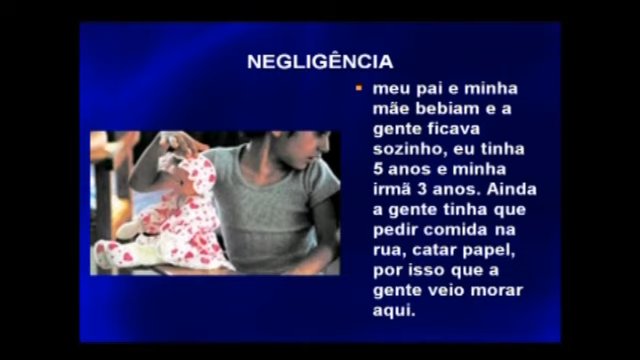 NEGLIGÊNCIA
meu pai e minha
mãe bebiam e a
gente ficava
sozinho, eu tinha
5 anos e minha
irmã 3 anos. Ainda
a gente tinha que
pedir comida na
rua, catar papel,
por isso que a
gente veio morar
aqui.